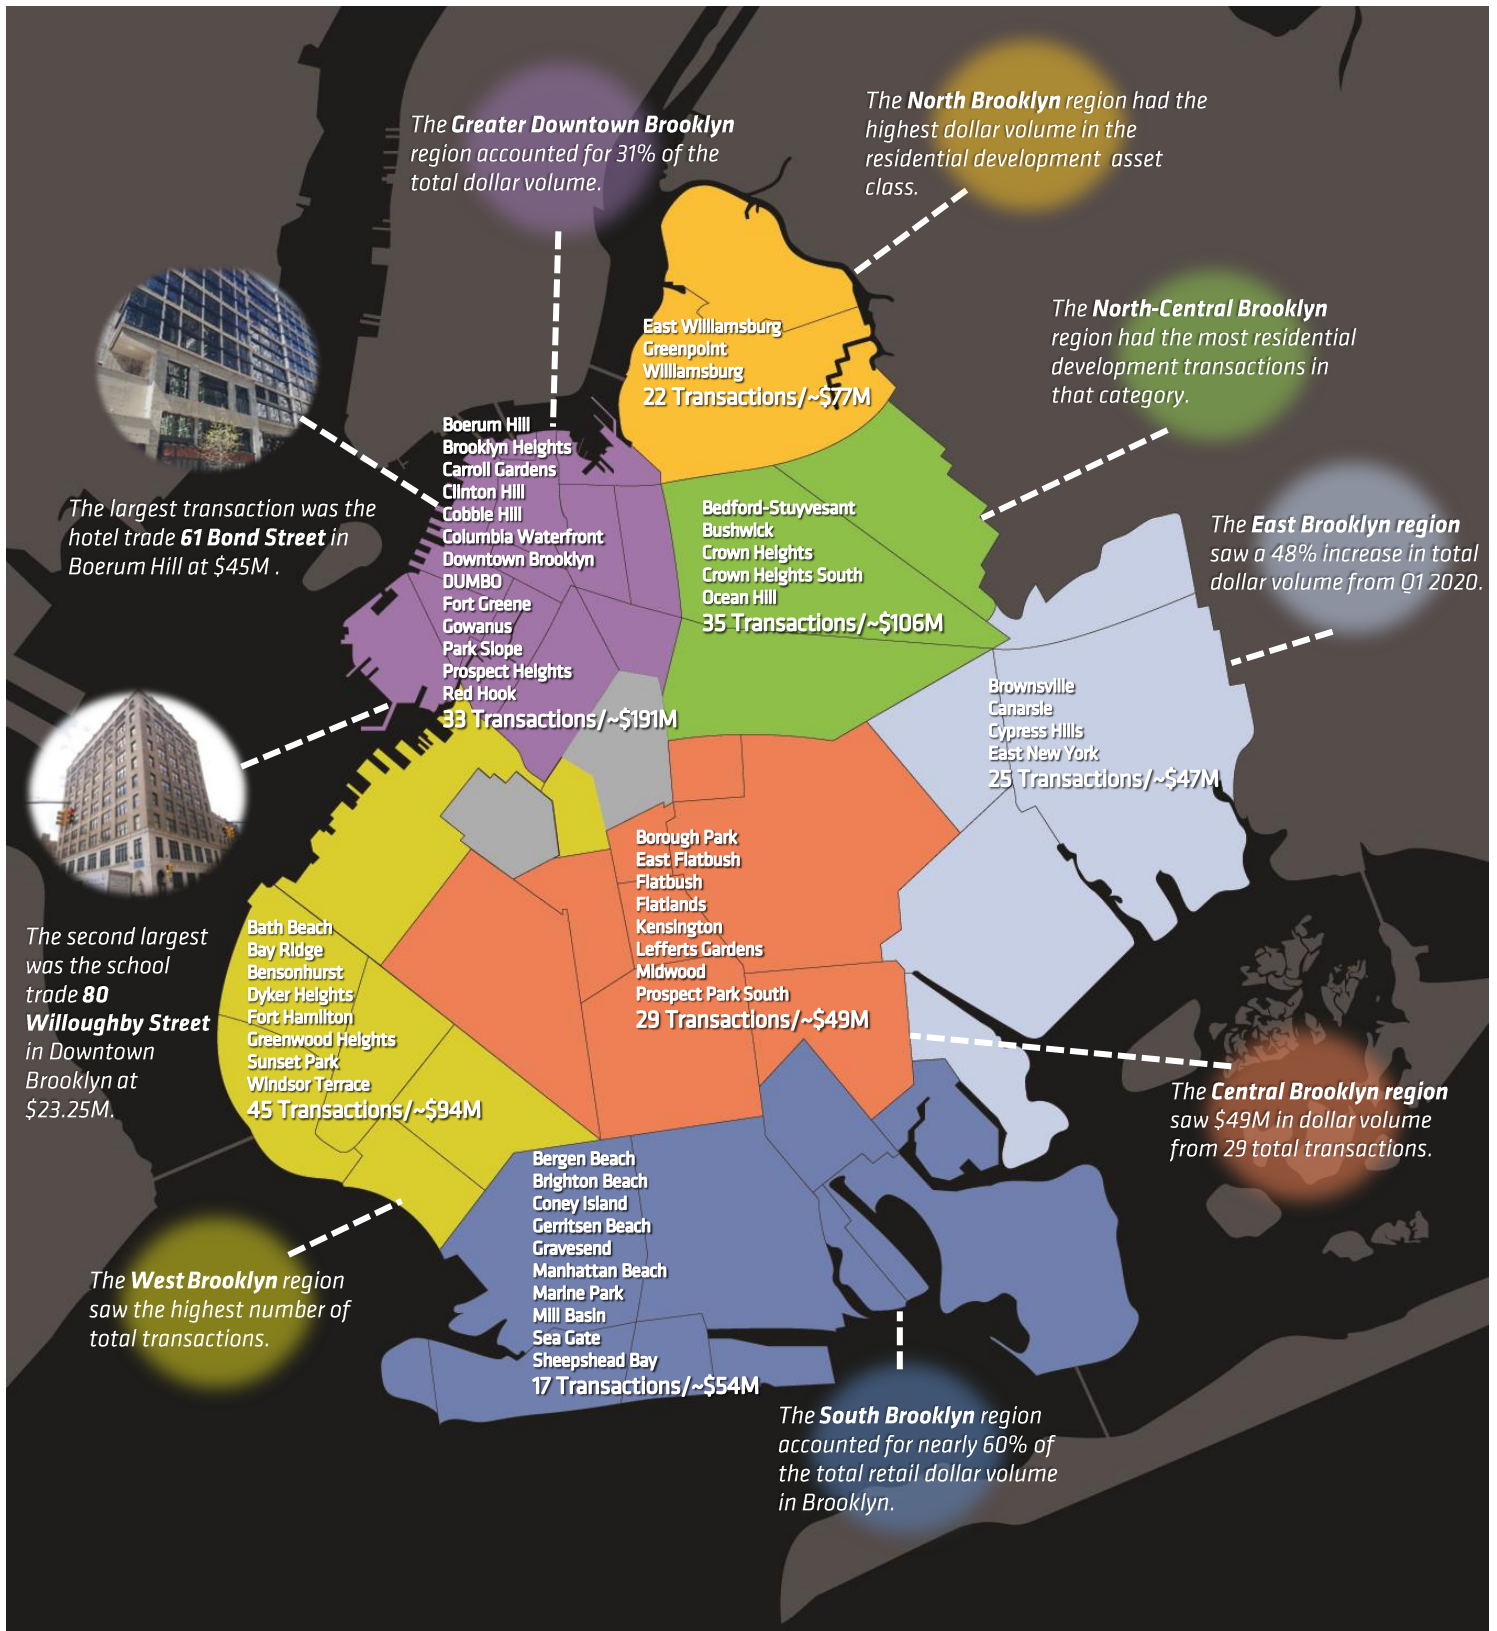 The Greater Downtown Brooklyn
region accounted for 31% of the
total dollar volume.
The North Brooklyn region had the
highest dollar volume in the
residential development asset
class.
The North-Central Brooklyn
region had the most residential
development transactions in
that category.
East Williamsburg
Greenpoint
Williamsburg
22 Transactions/~$77M
Boerum Hill
Brooklyn Heights
Carroll Gardens
Clinton Hill
Cobble Hill
Columbia Waterfront
Downtown Brooklyn
DUMBO
Fort Greene
Gowanus
Park Slope
Prospect Heights
Red Hook
33 Transactions/~$191M
The largest transaction was the
hotel trade 61 Bond Street in
Boerum Hill at $45M .
Bedford-Stuyvesant
Bushwick
Crown Heights
Crown Heights South
Ocean Hill
35 Transactions/~$106M
The East Brooklyn region
saw a 48% increase in total
dollar volume from Q1 2020.
Brownsville
Canarsie
Cypress Hills
East New York
25 Transactions/~$47M
Borough Park
East Flatbush
Flatbush
Flatlands
Kensington
Lefferts Gardens
Midwood
Prospect Park South
29 Transactions/~$49M
The second largest
was the school
trade 80
Willoughby Street
in Downtown
Brooklyn at
$23.25M.
Bath Beach
Bay Ridge
Bensonhurst
Dyker Heights
Fort Hamilton
Greenwood Heights
Sunset Park
Windsor Terrace
45 Transactions/~$94M
The Central Brooklyn region
saw $49M in dollar volume
from 29 total transactions.
Bergen Beach
Brighton Beach
Coney Island
Gerritsen Beach
Gravesend
Manhattan Beach
Marine Park
Mill Basin
Sea Gate
Sheepshead Bay
17 Transactions/~$54M
The West Brooklyn region
saw the highest number of
total transactions.
The South Brooklyn region
accounted for nearly 60% of
the total retail dollar volume
in Brooklyn.